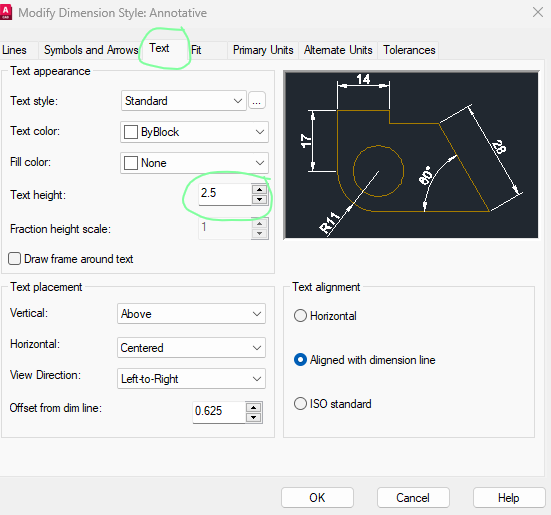 Modify Dimension Style: Annotative
Lines Symbols and Arrows Text Fit Primary Units Alternate Units Tolerances
Text appearance
Text style: Standard ...
Text color: ByBlock
Fill color: None
Text height: 2.5
Fraction height scale: 1
Draw frame around text
14
17
28
60°
R11
Text placement
Vertical: Above
Horizontal: Centered
View Direction: Left-to-Right
Offset from dim line: 0.625
Text alignment
Horizontal
Aligned with dimension line
ISO standard
OK Cancel Help